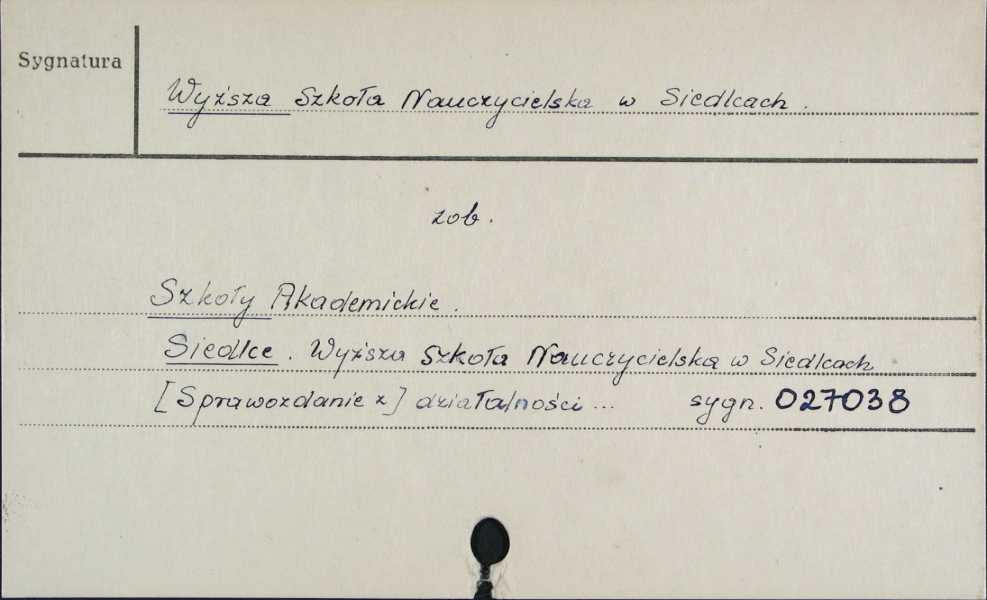 Sygnatura
Wyższa Szkoła Nauczycielska w Siedlcach.
zob.
Szkoły Akademickie.
Siedlce. Wyższa Szkoła Nauczycielska w Siedlcach
[Sprawozdanie z] działalności... sygn. 027038